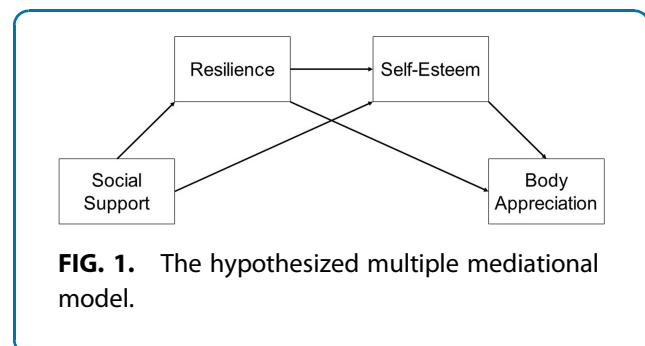 Resilience
Self-Esteem
Social
Support
Body
Appreciation
FIG. 1. The hypothesized multiple mediational
model.